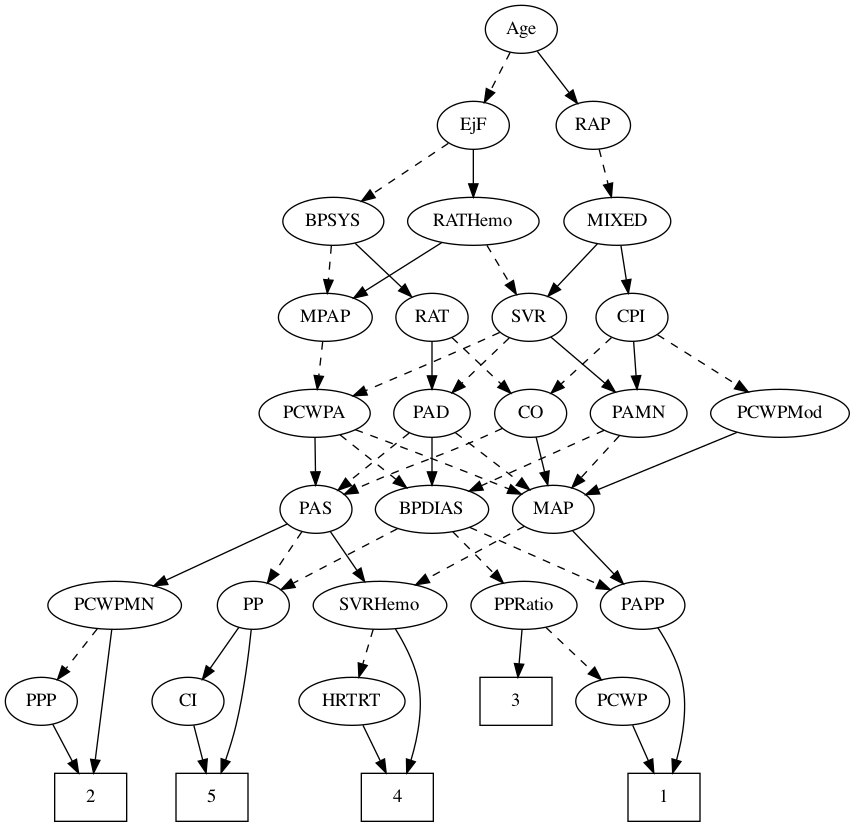 Age
EjF
RAP
BPSYS
RATHemo
MIXED
MPAP
RAT
SVR
CPI
PCWPA
PAD
CO
PAMN
PCWPMod
PAS
BPDIAS
MAP
PCWPMN
PP
SVRHemo
PPRatio
PAPP
PPP
CI
HRTRT
3
PCWP
2
5
4
1